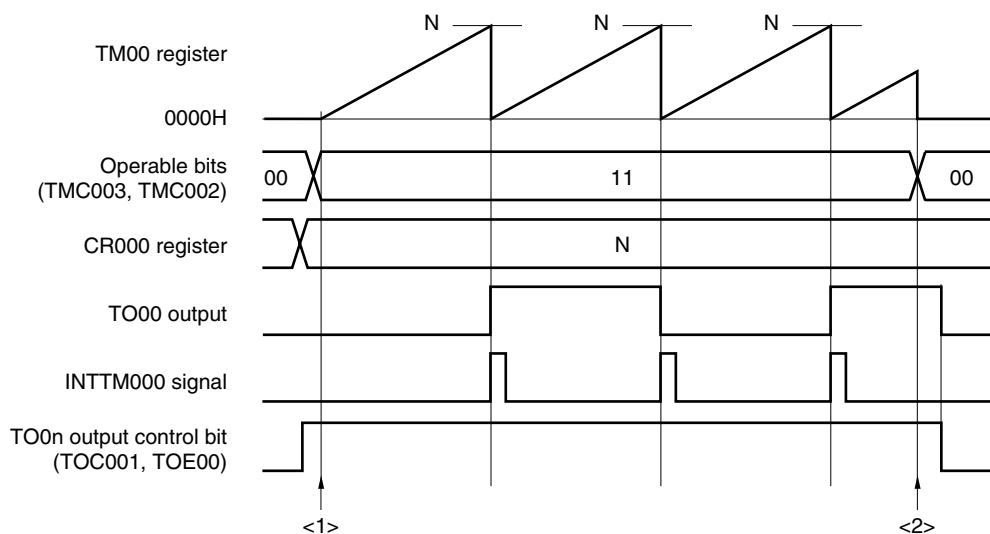 N N N
TM00 register
0000H
Operable bits
(TMC003, TMC002)
00 11 00
CR000 register
N
TO00 output
INTTM000 signal
TO0n output control bit
(TOC001, TOE00)
<1> <2>